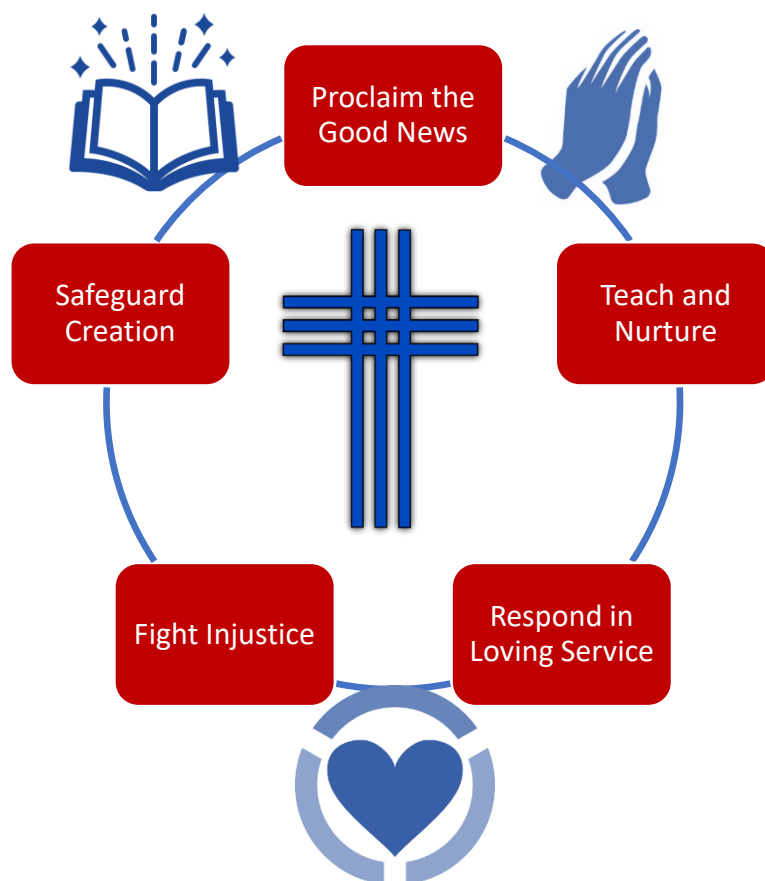 Proclaim the
Good News
Teach and
Nurture
Respond in
Loving Service
Fight Injustice
Safeguard
Creation